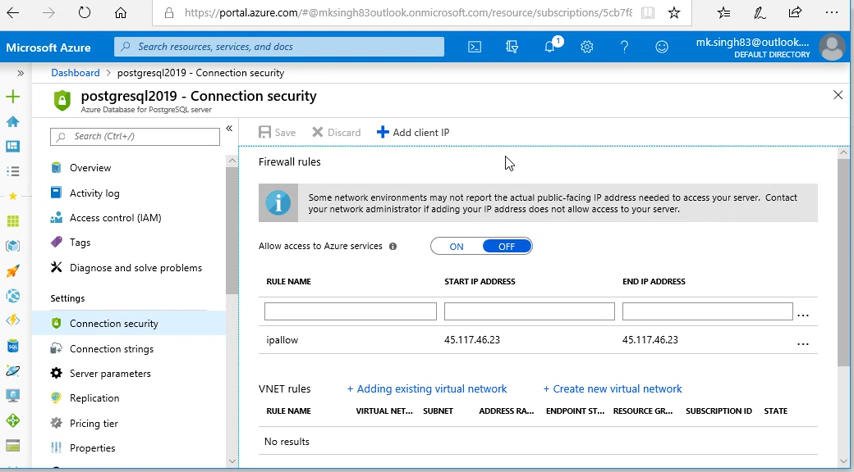 https://portal.azure.com/#@mksingh83outlook.onmicrosoft.com/resource/subscriptions/5cb7f8
Microsoft Azure
Search resources, services, and docs
1
mk.singh83@outlook....
DEFAULT DIRECTORY
Dashboard > postgresql2019 - Connection security
postgresql2019 - Connection security
Azure Database for PostgreSQL server
Search (Ctrl+/)
Overview
Activity log
Access control (IAM)
Tags
Diagnose and solve problems
Settings
Connection security
Connection strings
Server parameters
Replication
Pricing tier
Properties
Save Discard Add client IP
Firewall rules
Some network environments may not report the actual public-facing IP address needed to access your server. Contact
your network administrator if adding your IP address does not allow access to your server.
Allow access to Azure services ON OFF
RULE NAME START IP ADDRESS END IP ADDRESS
ipallow 45.117.46.23 45.117.46.23
VNET rules + Adding existing virtual network + Create new virtual network
RULE NAME VIRTUAL NET... SUBNET ADDRESS RA... ENDPOINT ST... RESOURCE GR... SUBSCRIPTION ID STATE
No results